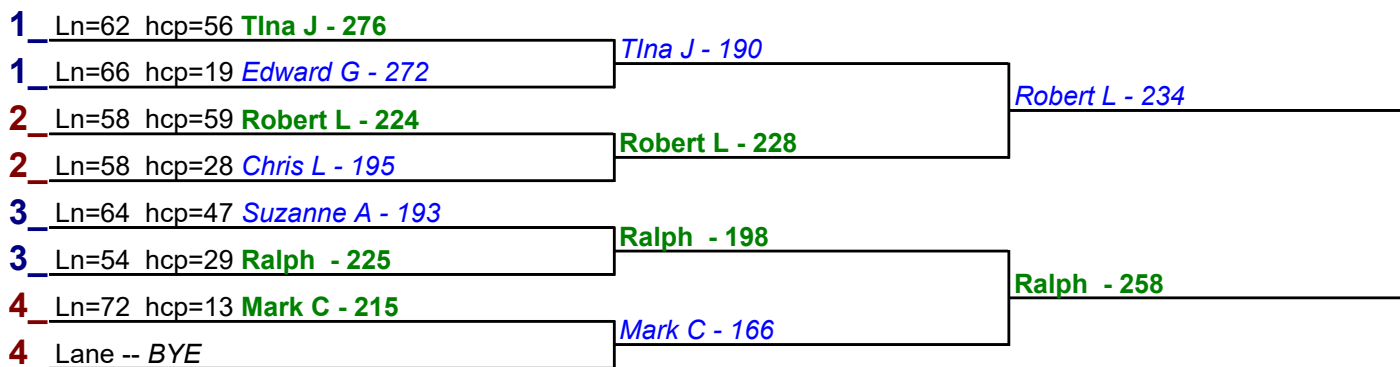 1_ Ln=62 hcp=56 TIna J - 276
TIna J - 190
1_ Ln=66 hcp=19 Edward G - 272
Robert L - 234
2_ Ln=58 hcp=59 Robert L - 224
Robert L - 228
2_ Ln=58 hcp=28 Chris L - 195
3_ Ln=64 hcp=47 Suzanne A - 193
Ralph - 198
3_ Ln=54 hcp=29 Ralph - 225
Ralph - 258
4_ Ln=72 hcp=13 Mark C - 215
Mark C - 166
4 Lane -- BYE